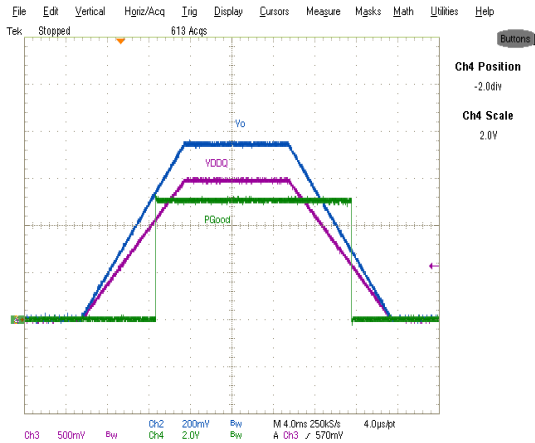 File Edit Vertical Horiz/Acq Trig Display Cursors Measure Masks Math Utilities Help
Tek Stopped 613 Acqs
Buttons
Ch4 Position
-2.0div
Ch4 Scale
2.0V
Vo
VDDQ
PGood
Ch2 200mV Bw M 4.0ms 250kS/s 4.0µs/pt
Ch3 500mV Bw Ch4 2.0V Bw A Ch3 / 570mV